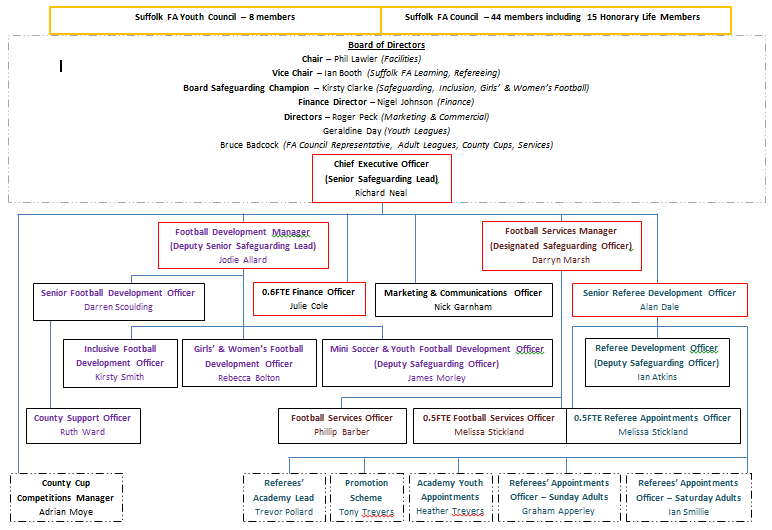 Suffolk FA Youth Council – 8 members
Suffolk FA Council – 44 members including 15 Honorary Life Members
Board of Directors
Chair – Phil Lawler (Facilities)
Vice Chair – Ian Booth (Suffolk FA Learning, Refereeing)
Board Safeguarding Champion – Kirsty Clarke (Safeguarding, Inclusion, Girls' & Women's Football)
Finance Director – Nigel Johnson (Finance)
Directors – Roger Peck (Marketing & Commercial)
Geraldine Day (Youth Leagues)
Bruce Badcock (FA Council Representative, Adult Leagues, County Cups, Services)
Chief Executive Officer
(Senior Safeguarding Lead)
Richard Neal
Football Development Manager
(Deputy Senior Safeguarding Lead)
Jodie Allard
Football Services Manager
(Designated Safeguarding Officer)
Darryn Marsh
Senior Football Development Officer
Darren Scoulding
0.6FTE Finance Officer
Julie Cole
Marketing & Communications Officer
Nick Garnham
Senior Referee Development Officer
Alan Dale
Inclusive Football
Development Officer
Kirsty Smith
Girls' & Women's Football
Development Officer
Rebecca Bolton
Mini Soccer & Youth Football Development Officer
(Deputy Safeguarding Officer)
James Morley
Referee Development Officer
(Deputy Safeguarding Officer)
Ian Atkins
County Support Officer
Ruth Ward
Football Services Officer
Phillip Barber
0.5FTE Football Services Officer
Melissa Stickland
0.5FTE Referee Appointments Officer
Melissa Stickland
County Cup
Competitions Manager
Adrian Moye
Referees'
Academy Lead
Trevor Pollard
Promotion
Scheme
Tony Trevers
Academy Youth
Appointments
Heather Trevers
Referees' Appointments
Officer – Sunday Adults
Graham Apperley
Referees' Appointments
Officer – Saturday Adults
Ian Smillie